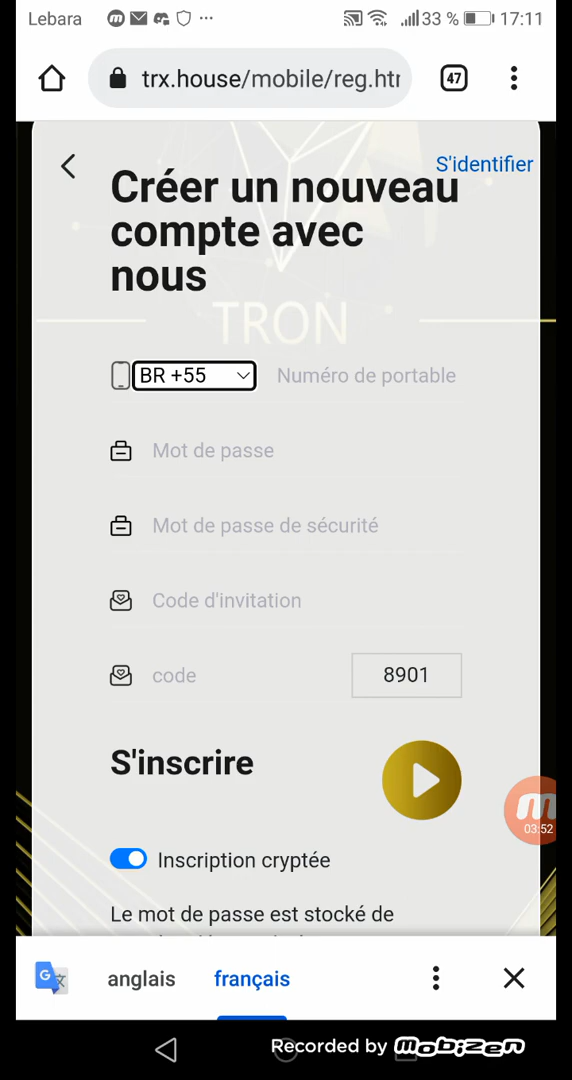 Lebara 33 % 17:11
trx.house/mobile/reg.htr 47
S'identifier
Créer un nouveau
compte avec
nous
TRON
BR +55 Numéro de portable
Mot de passe
Mot de passe de sécurité
Code d'invitation
code 8901
S'inscrire
03:52
Inscription cryptée
Le mot de passe est stocké de
anglais français
Recorded by mobizen